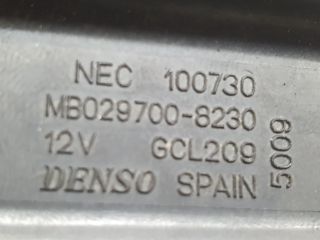 NEC 100730
MB029700-8230
12V GCL209
DENSO SPAIN
5009